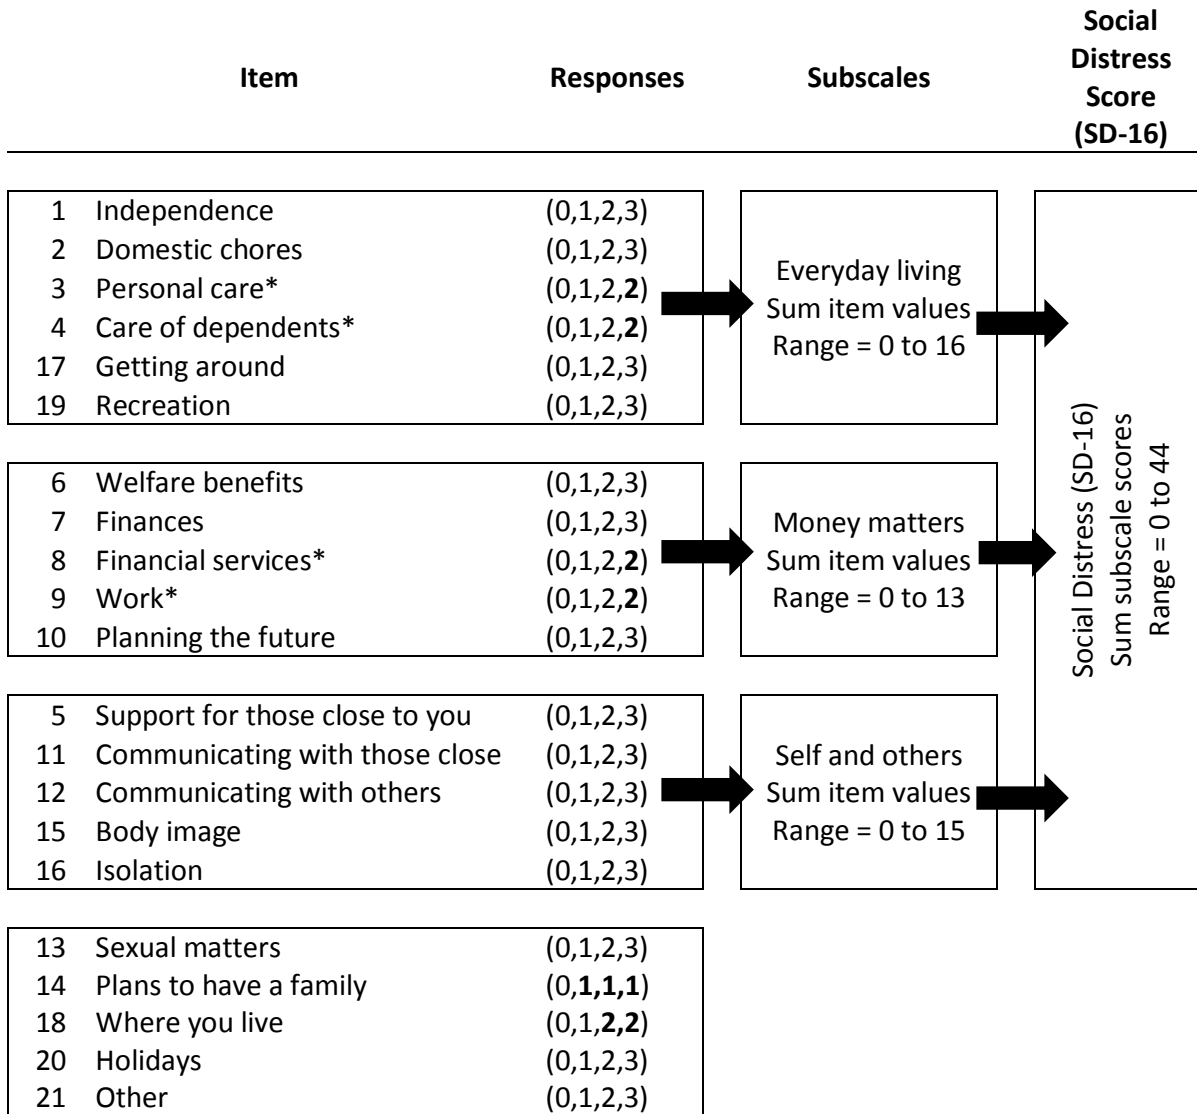 Item Responses Subscales Social Distress Score (SD-16)
1 Independence (0,1,2,3)
2 Domestic chores (0,1,2,3)
3 Personal care* (0,1,2,2)
4 Care of dependents* (0,1,2,2)
17 Getting around (0,1,2,3)
19 Recreation (0,1,2,3)
Everyday living
Sum item values
Range = 0 to 16
6 Welfare benefits (0,1,2,3)
7 Finances (0,1,2,3)
8 Financial services* (0,1,2,2)
9 Work* (0,1,2,2)
10 Planning the future (0,1,2,3)
Money matters
Sum item values
Range = 0 to 13
5 Support for those close to you (0,1,2,3)
11 Communicating with those close (0,1,2,3)
12 Communicating with others (0,1,2,3)
15 Body image (0,1,2,3)
16 Isolation (0,1,2,3)
Self and others
Sum item values
Range = 0 to 15
Social Distress (SD-16)
Sum subscale scores
Range = 0 to 44
13 Sexual matters (0,1,2,3)
14 Plans to have a family (0,1,1,1)
18 Where you live (0,1,2,2)
20 Holidays (0,1,2,3)
21 Other (0,1,2,3)